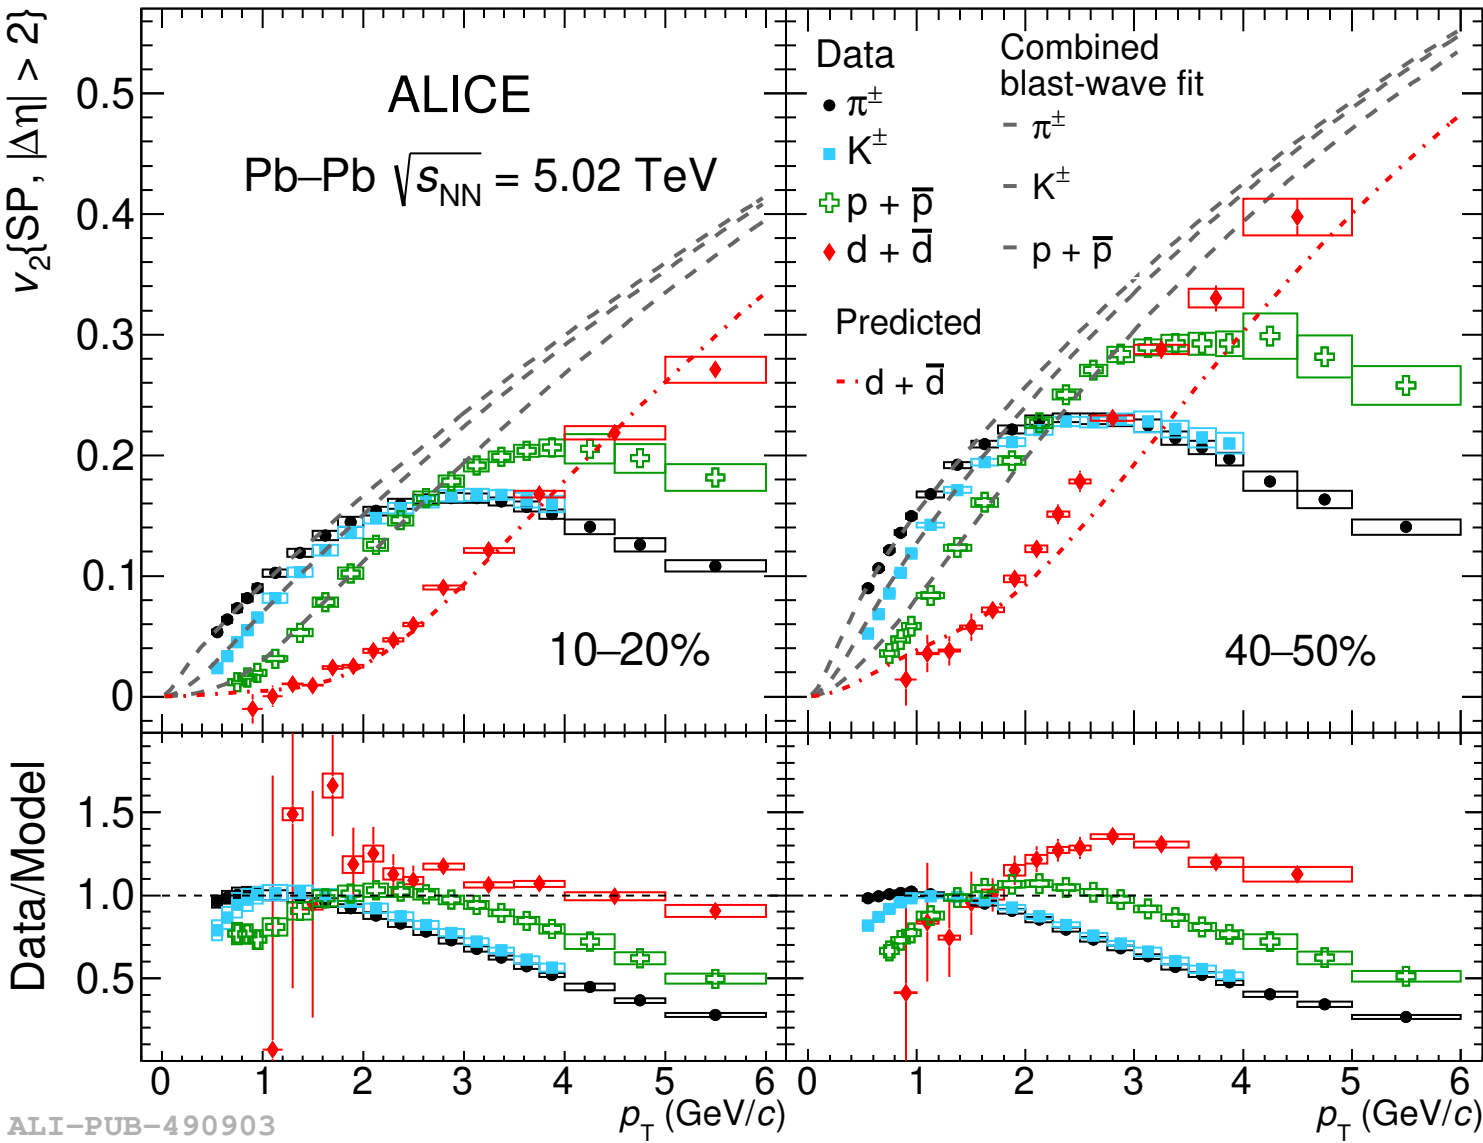 v₂{SP, |Δη| > 2}
0.5
0.4
0.3
0.2
0.1
0
ALICE
Pb–Pb √sNN = 5.02 TeV
10–20%
Data
π±
K±
p + p̅
d + d̅
Combined
blast-wave fit
π±
K±
p + p̅
Predicted
d + d̅
40–50%
Data/Model
1.5
1.0
0.5
0 1 2 3 4 5 6
pT (GeV/c)
0 1 2 3 4 5 6
pT (GeV/c)
ALI-PUB-490903